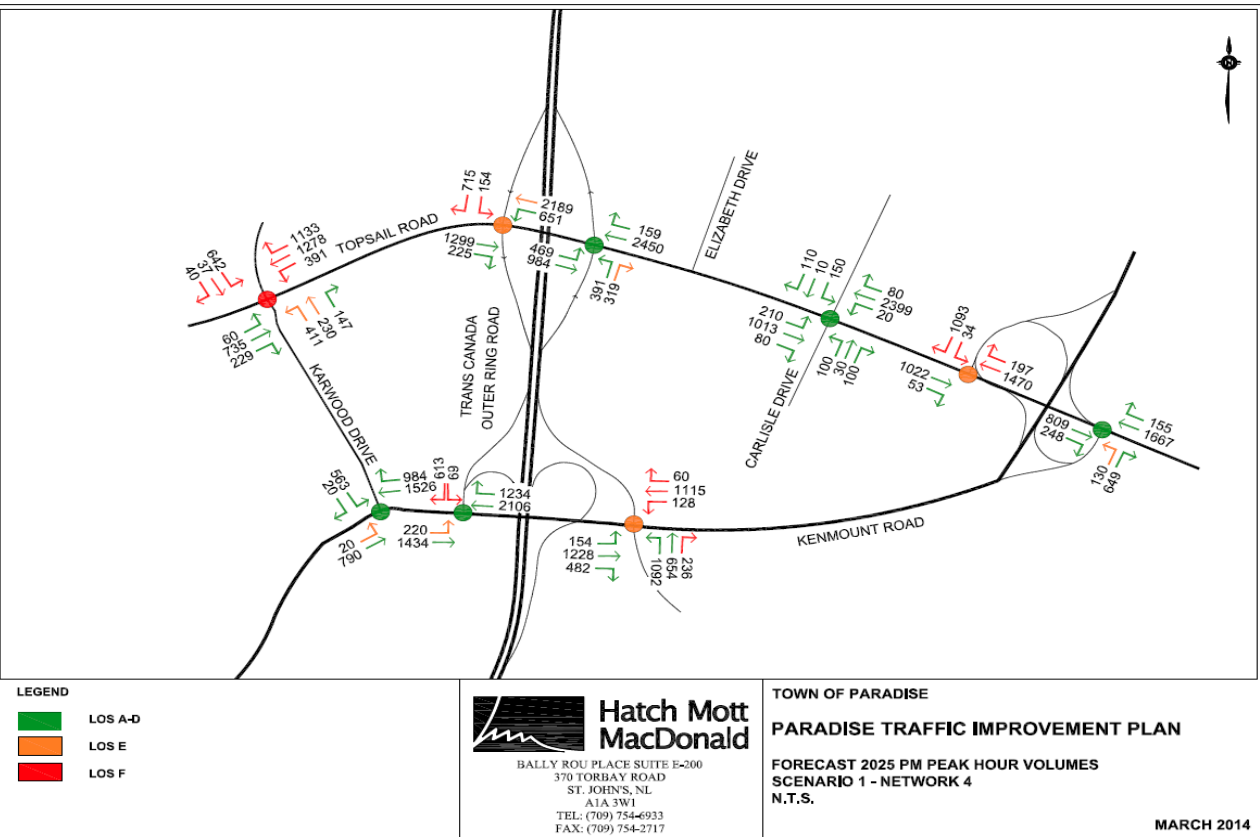 715
154
2189
651
1299
225
TOPSAIL ROAD
159
2450
469
984
391
319
ELIZABETH DRIVE
1133
1278
391
642
37
40
60
735
229
147
230
411
KARWOOD DRIVE
TRANS CANADA
OUTER RING ROAD
110
10
150
80
2399
20
210
1013
80
100
30
100
CARLISLE DRIVE
1093
34
197
1470
1022
53
155
1667
809
248
130
649
563
20
984
1526
20
790
613
69
1234
2106
220
1434
60
1115
128
154
1228
482
1092
654
236
KENMOUNT ROAD
LEGEND
LOS A-D
LOS E
LOS F
Hatch Mott
MacDonald
BALLY ROU PLACE SUITE E-200
370 TORBAY ROAD
ST. JOHN'S, NL
A1A 3W1
TEL: (709) 754-6933
FAX: (709) 754-2717
TOWN OF PARADISE
PARADISE TRAFFIC IMPROVEMENT PLAN
FORECAST 2025 PM PEAK HOUR VOLUMES
SCENARIO 1 - NETWORK 4
N.T.S.
MARCH 2014